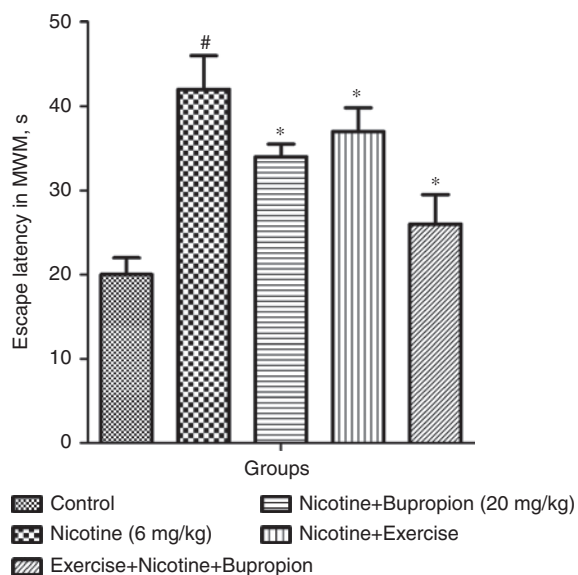 Escape latency in MWM, s
50
40
30
20
10
0
#
*
*
*
Groups
Control
Nicotine+Bupropion (20 mg/kg)
Nicotine (6 mg/kg)
Nicotine+Exercise
Exercise+Nicotine+Bupropion